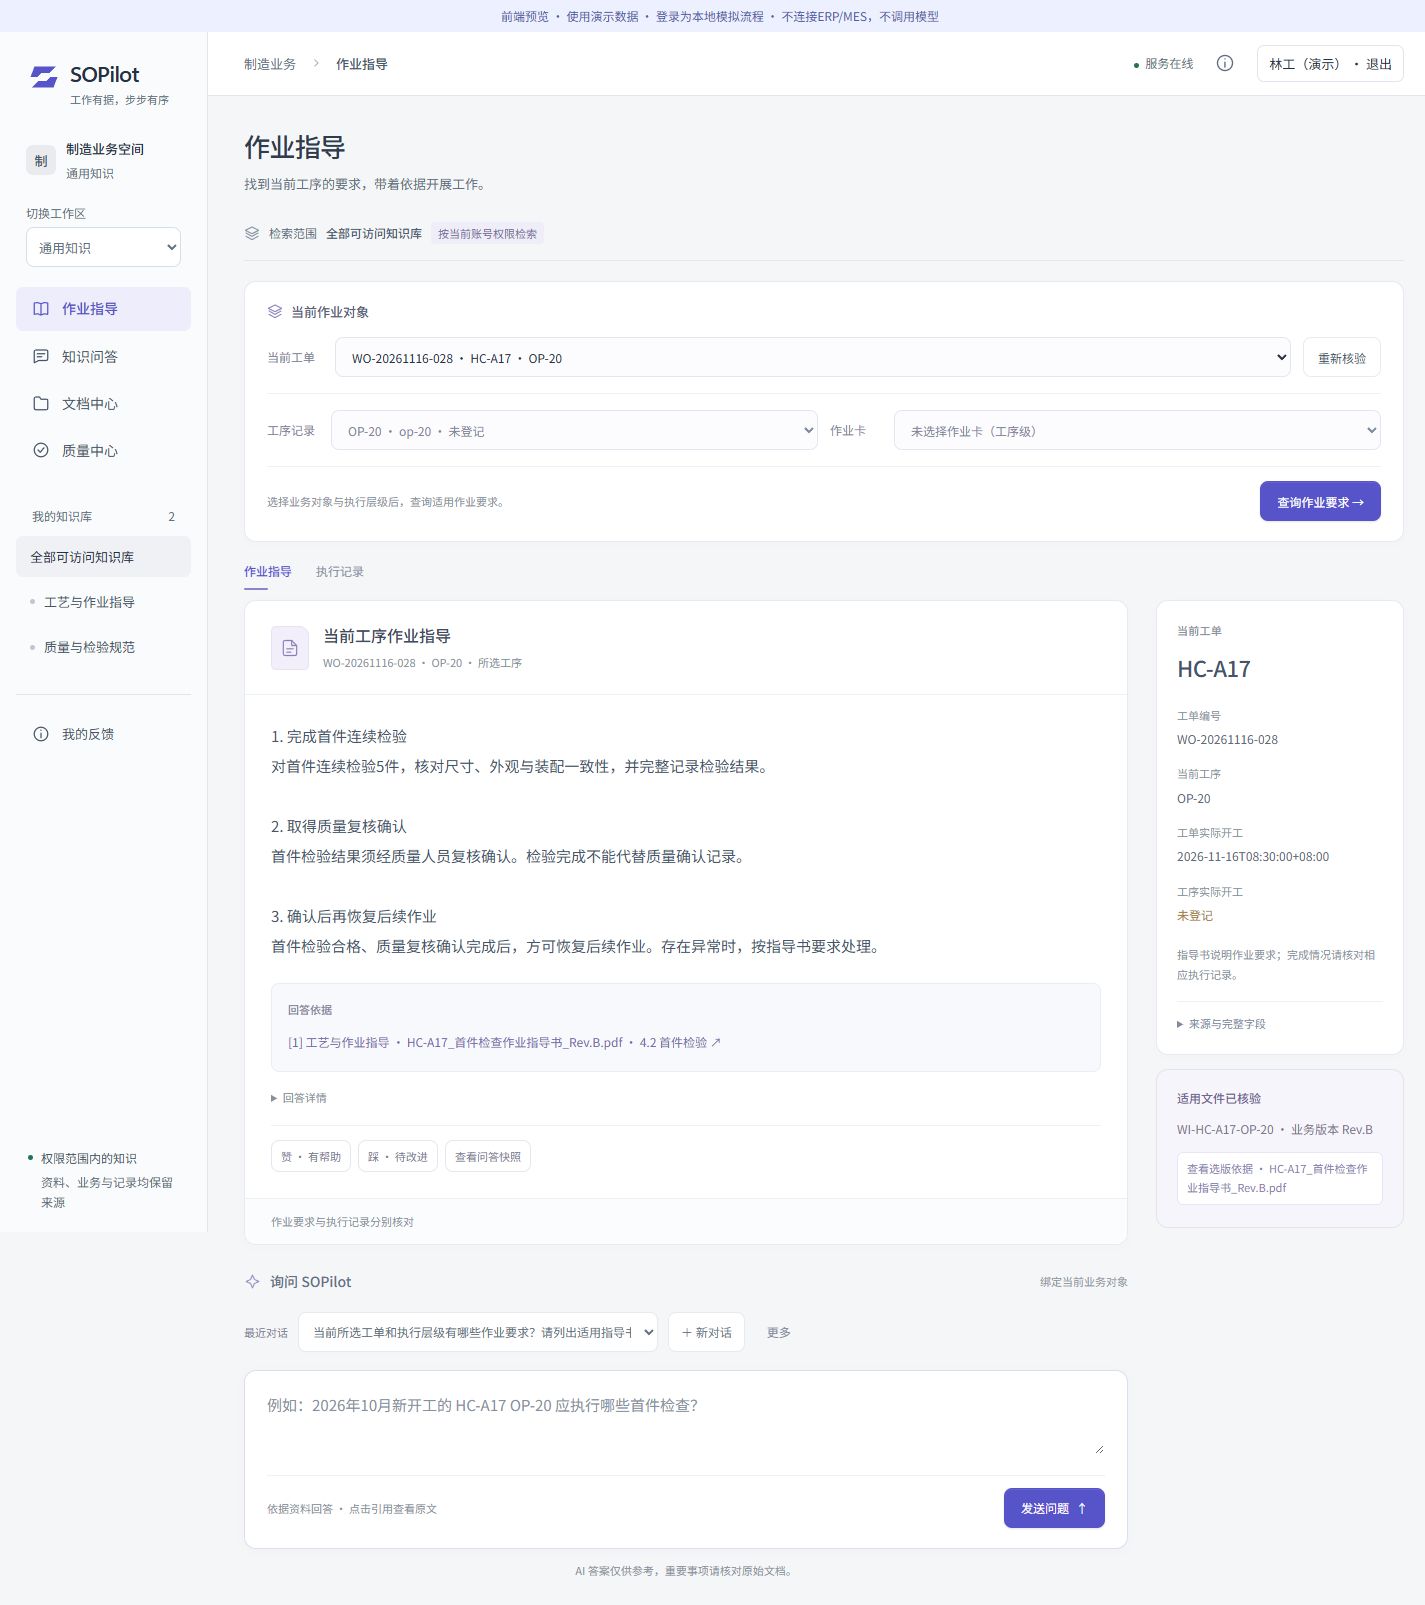 前端预览 • 使用演示数据 • 登录为本地模拟流程 • 不连接ERP/MES，不调用模型
SOPilot
工作有据，步步有序
制
制造业务空间
通用知识
切换工作区
通用知识
作业指导
知识问答
文档中心
质量中心
我的知识库 2
全部可访问知识库
工艺与作业指导
质量与检验规范
我的反馈
权限范围内的知识
资料、业务与记录均保留
来源
制造业务 > 作业指导
服务在线
林工（演示） • 退出
作业指导
找到当前工序的要求，带着依据开展工作。
检索范围 全部可访问知识库 按当前账号权限检索
当前作业对象
当前工单 WO-20261116-028 • HC-A17 • OP-20 重新核验
工序记录 OP-20 • op-20 • 未登记 作业卡 未选择作业卡（工序级）
选择业务对象与执行层级后，查询适用作业要求。 查询作业要求→
作业指导 执行记录
当前工序作业指导
WO-20261116-028 • OP-20 • 所选工序
1. 完成首件连续检验
对首件连续检验5件，核对尺寸、外观与装配一致性，并完整记录检验结果。
2. 取得质量复核确认
首件检验结果须经质量人员复核确认。检验完成不能代替质量确认记录。
3. 确认后再恢复后续作业
首件检验合格、质量复核确认完成后，方可恢复后续作业。存在异常时，按指导书要求处理。
回答依据
[1] 工艺与作业指导 • HC-A17_首件检查作业指导书_Rev.B.pdf • 4.2 首件检验 ↗
▶ 回答详情
赞 • 有帮助 踩 • 待改进 查看问答快照
作业要求与执行记录分别核对
当前工单
HC-A17
工单编号
WO-20261116-028
当前工序
OP-20
工单实际开工
2026-11-16T08:30:00+08:00
工序实际开工
未登记
指导书说明作业要求；完成情况请核对相
应执行记录。
▶ 来源与完整字段
适用文件已核验
WI-HC-A17-OP-20 • 业务版本 Rev.B
查看选版依据 • HC-A17_首件检查作
业指导书_Rev.B.pdf
询问 SOPilot 绑定当前业务对象
最近对话 当前所选工单和执行层级有哪些作业要求？请列出适用指导 ＋ 新对话 更多
例如：2026年10月新开工的 HC-A17 OP-20 应执行哪些首件检查？
依据资料回答 • 点击引用查看原文 发送问题 ↑
AI 答案仅供参考，重要事项请核对原始文档。